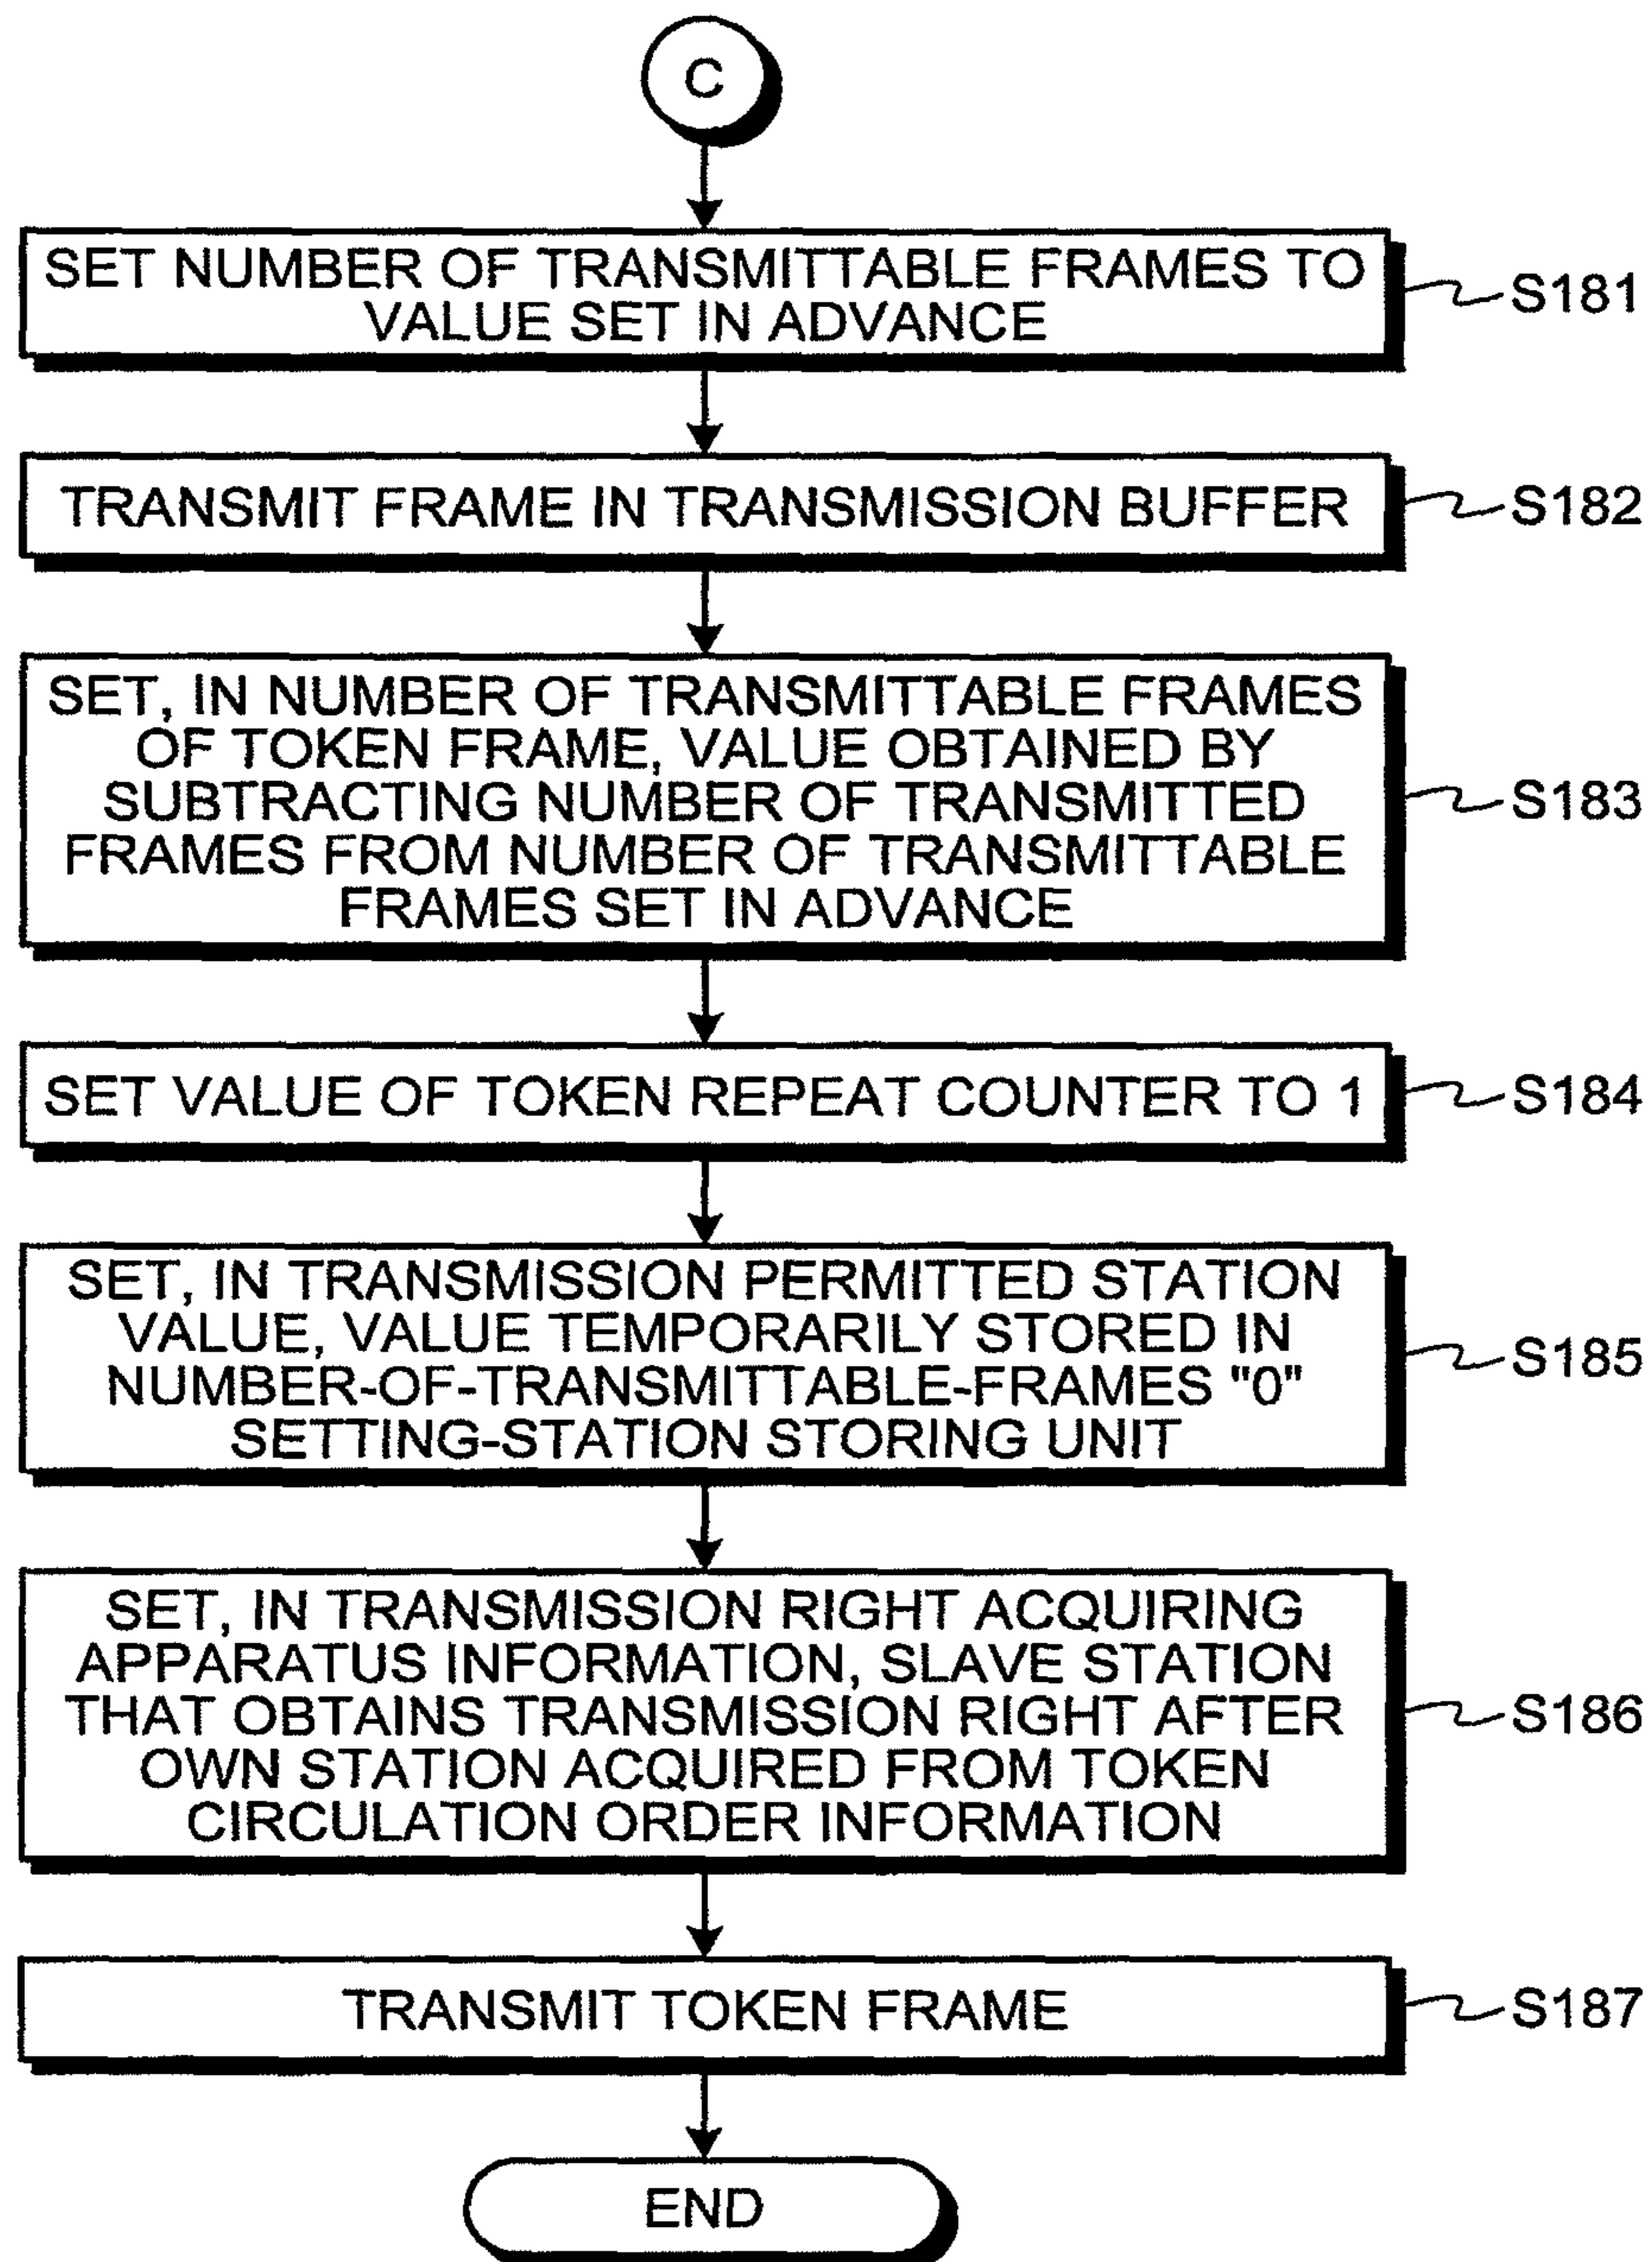 C
SET NUMBER OF TRANSMITTABLE FRAMES TO
VALUE SET IN ADVANCE
S181
TRANSMIT FRAME IN TRANSMISSION BUFFER
S182
SET, IN NUMBER OF TRANSMITTABLE FRAMES
OF TOKEN FRAME, VALUE OBTAINED BY
SUBTRACTING NUMBER OF TRANSMITTED
FRAMES FROM NUMBER OF TRANSMITTABLE
FRAMES SET IN ADVANCE
S183
SET VALUE OF TOKEN REPEAT COUNTER TO 1
S184
SET, IN TRANSMISSION PERMITTED STATION
VALUE, VALUE TEMPORARILY STORED IN
NUMBER-OF-TRANSMITTABLE-FRAMES "0"
SETTING-STATION STORING UNIT
S185
SET, IN TRANSMISSION RIGHT ACQUIRING
APPARATUS INFORMATION, SLAVE STATION
THAT OBTAINS TRANSMISSION RIGHT AFTER
OWN STATION ACQUIRED FROM TOKEN
CIRCULATION ORDER INFORMATION
S186
TRANSMIT TOKEN FRAME
S187
END